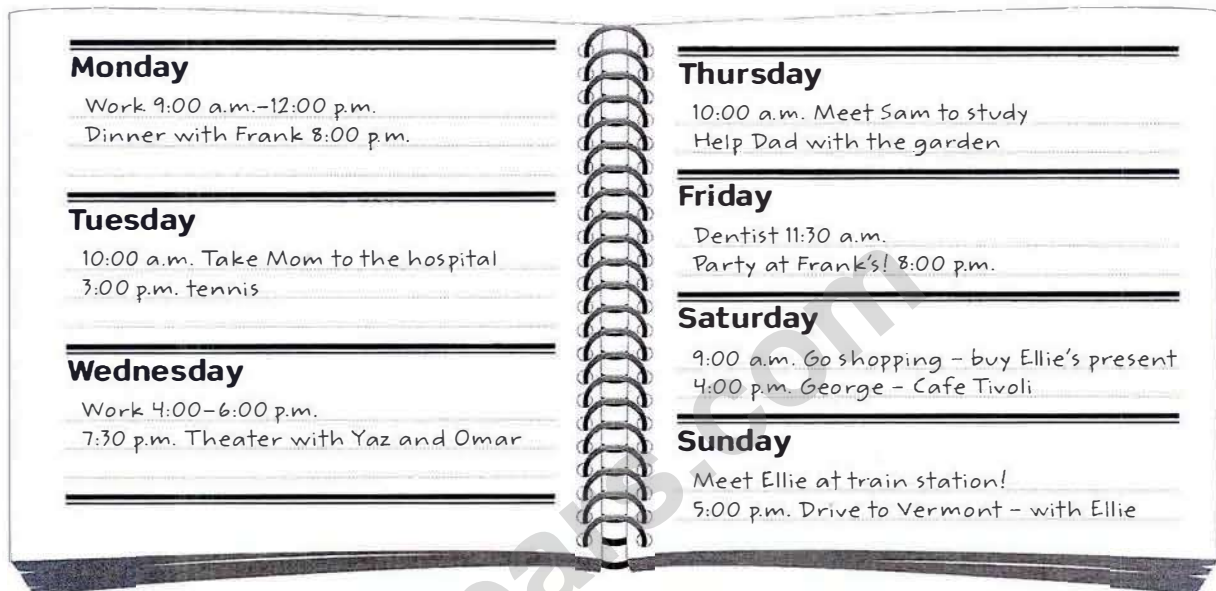 Monday
Work 9:00 a.m.–12:00 p.m.
Dinner with Frank 8:00 p.m.
Tuesday
10:00 a.m. Take Mom to the hospital
3:00 p.m. tennis
Wednesday
Work 4:00–6:00 p.m.
7:30 p.m. Theater with Yaz and Omar
Thursday
10:00 a.m. Meet Sam to study
Help Dad with the garden
Friday
Dentist 11:30 a.m.
Party at Frank's! 8:00 p.m.
Saturday
9:00 a.m. Go shopping – buy Ellie's present
4:00 p.m. George – Cafe Tivoli
Sunday
Meet Ellie at train station!
5:00 p.m. Drive to Vermont – with Ellie